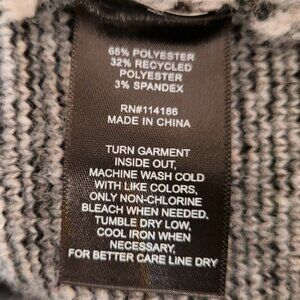 65% POLYESTER
32% RECYCLED
POLYESTER
3% SPANDEX
RN#114186
MADE IN CHINA
TURN GARMENT
INSIDE OUT,
MACHINE WASH COLD
WITH LIKE COLORS,
ONLY NON-CHLORINE
BLEACH WHEN NEEDED,
TUMBLE DRY LOW,
COOL IRON WHEN
NECESSARY.
FOR BETTER CARE LINE DRY